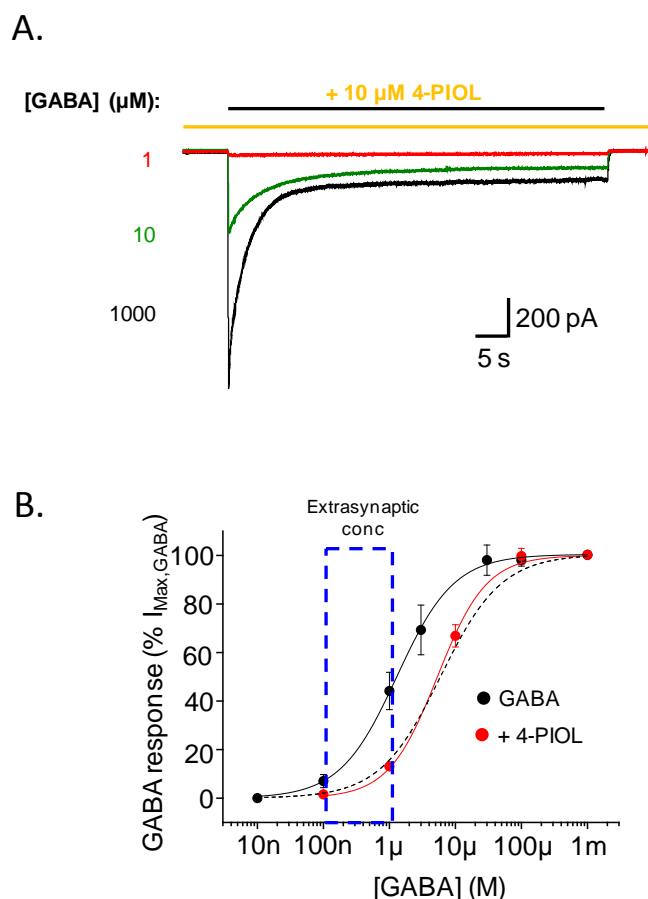 A.
[GABA] (µM):
+ 10 µM 4-PIOL
1
10
1000
200 pA
5 s
B.
Extrasynaptic
conc
GABA response (% I Max,GABA)
100
80
60
40
20
0
GABA
+ 4-PIOL
10n 100n 1µ 10µ 100µ 1m
[GABA] (M)